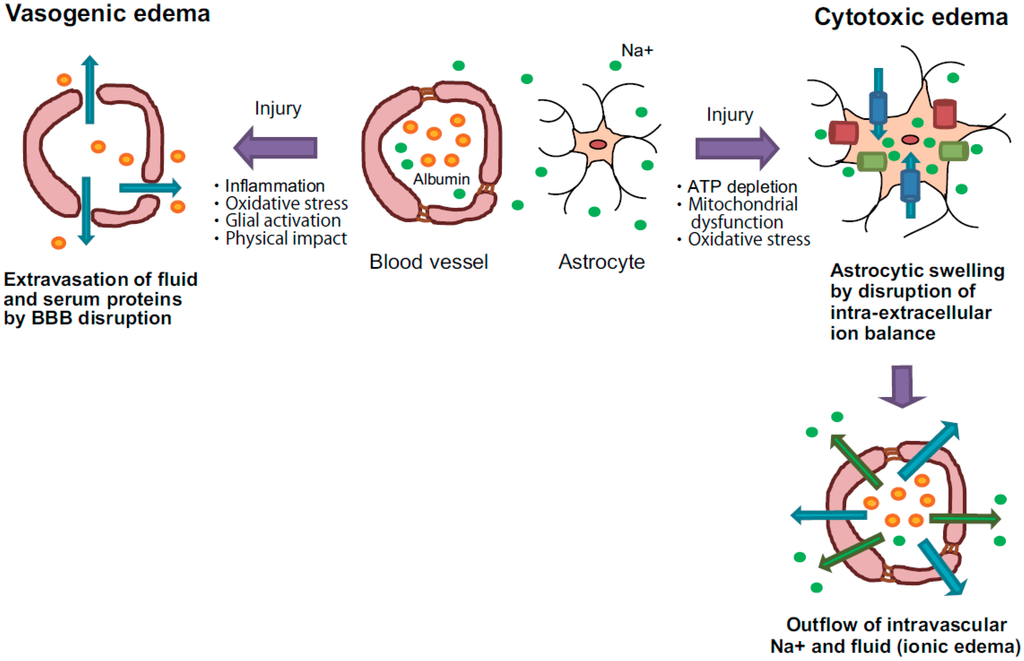 Vasogenic edema
Cytotoxic edema
Na+
Injury
• Inflammation
• Oxidative stress
• Glial activation
• Physical impact
Albumin
Blood vessel
Astrocyte
Injury
• ATP depletion
• Mitochondrial
dysfunction
• Oxidative stress
Extravasation of fluid
and serum proteins
by BBB disruption
Astrocytic swelling
by disruption of
intra-extracellular
ion balance
Outflow of intravascular
Na+ and fluid (ionic edema)